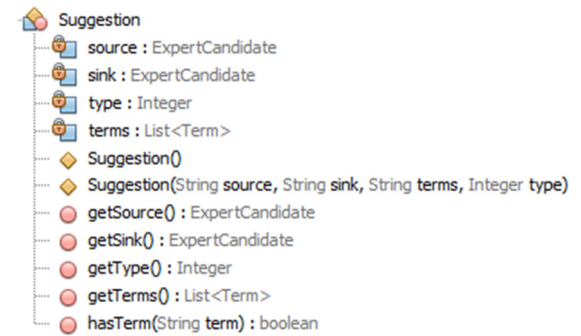 Suggestion
source : ExpertCandidate
sink : ExpertCandidate
type : Integer
terms : List<Term>
Suggestion()
Suggestion(String source, String sink, String terms, Integer type)
getSource() : ExpertCandidate
getSink() : ExpertCandidate
getType() : Integer
getTerms() : List<Term>
hasTerm(String term) : boolean